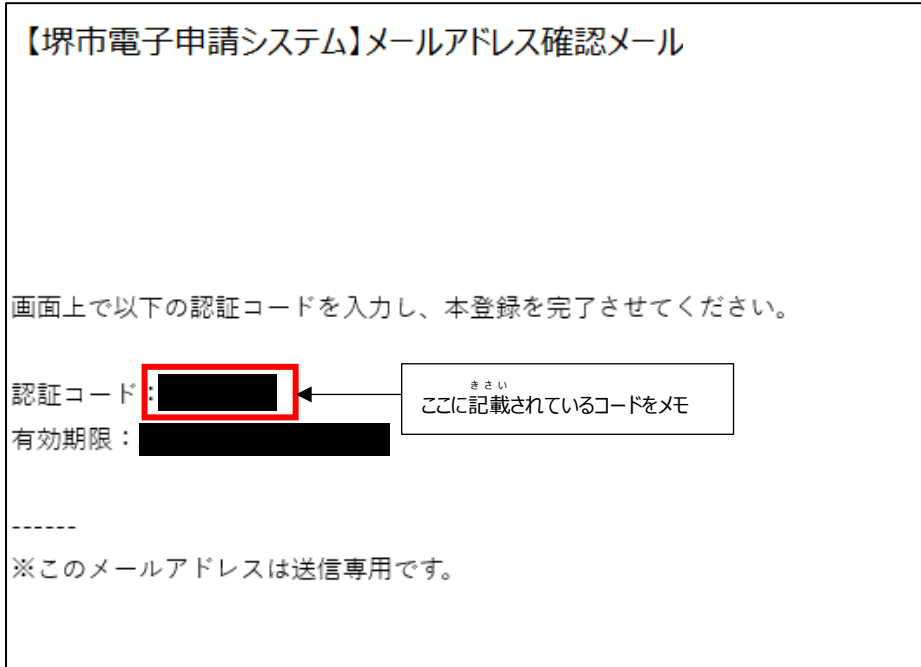 【堺市電子申請システム】メールアドレス確認メール
画面上で以下の認証コードを入力し、本登録を完了させてください。
認証コード：
きさい
ここに記載されているコードをメモ
有効期限：
------
※このメールアドレスは送信専用です。